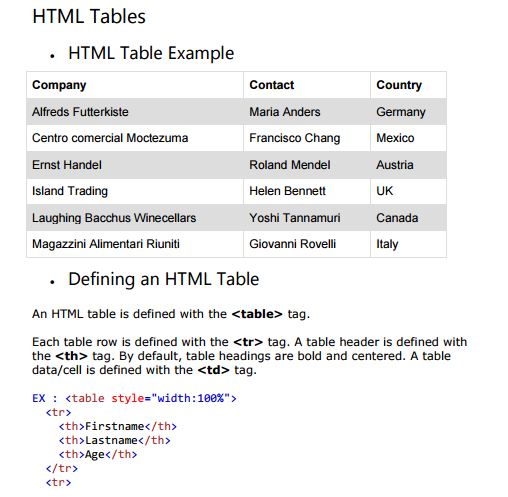 HTML Tables
• HTML Table Example
Company Contact Country
Alfreds Futterkiste Maria Anders Germany
Centro comercial Moctezuma Francisco Chang Mexico
Ernst Handel Roland Mendel Austria
Island Trading Helen Bennett UK
Laughing Bacchus Winecellars Yoshi Tannamuri Canada
Magazzini Alimentari Riuniti Giovanni Rovelli Italy
• Defining an HTML Table
An HTML table is defined with the <table> tag.
Each table row is defined with the <tr> tag. A table header is defined with
the <th> tag. By default, table headings are bold and centered. A table
data/cell is defined with the <td> tag.
EX : <table style="width:100%">
<tr>
<th>Firstname</th>
<th>Lastname</th>
<th>Age</th>
</tr>
<tr>